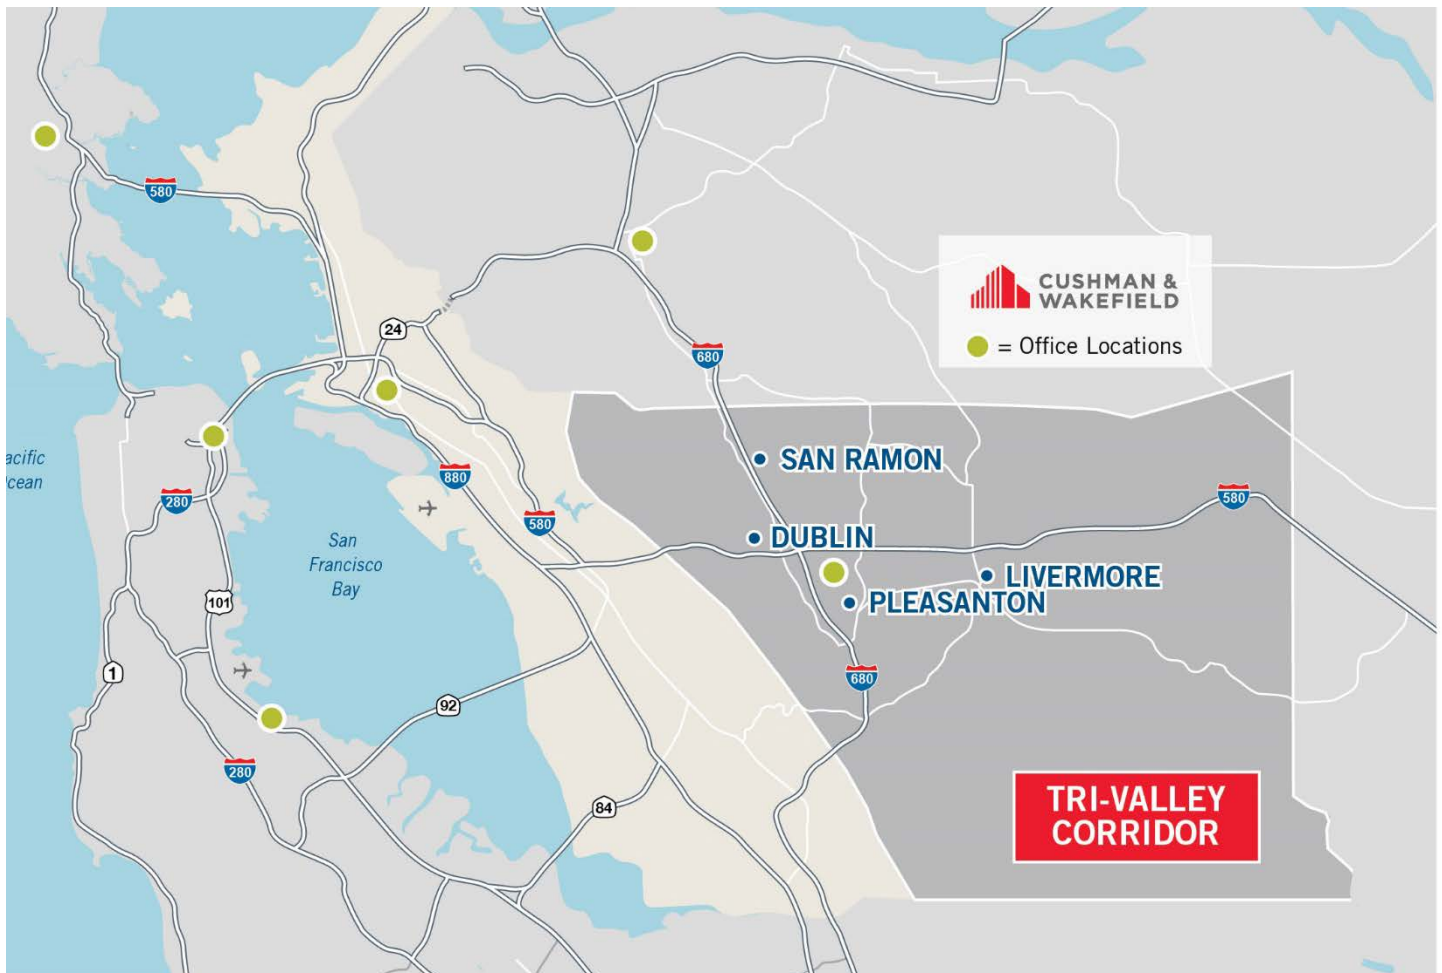 580
24
680
CUSHMAN &
WAKEFIELD
= Office Locations
acific
cean
280
880
580
San
Francisco
Bay
SAN RAMON
DUBLIN
580
LIVERMORE
PLEASANTON
101
1
92
680
280
84
TRI-VALLEY
CORRIDOR